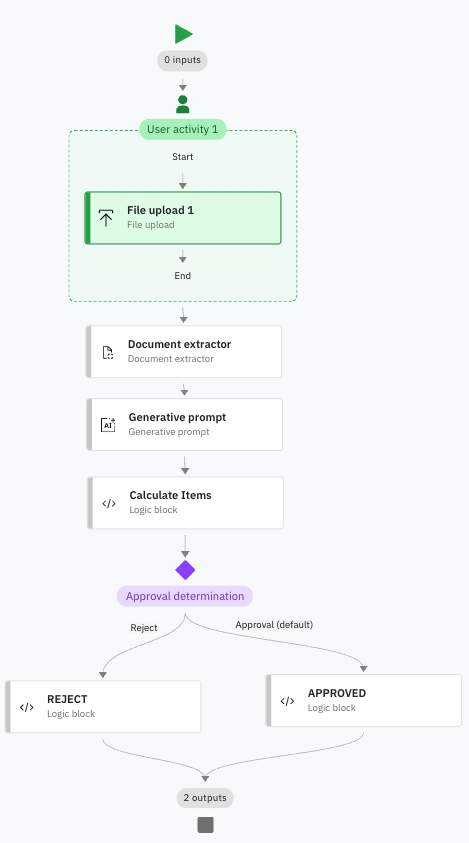 0 inputs
User activity 1
Start
File upload 1
File upload
End
Document extractor
Document extractor
AI
Generative prompt
Generative prompt
</>
Calculate Items
Logic block
Approval determination
Reject
Approval (default)
</>
REJECT
Logic block
</>
APPROVED
Logic block
2 outputs